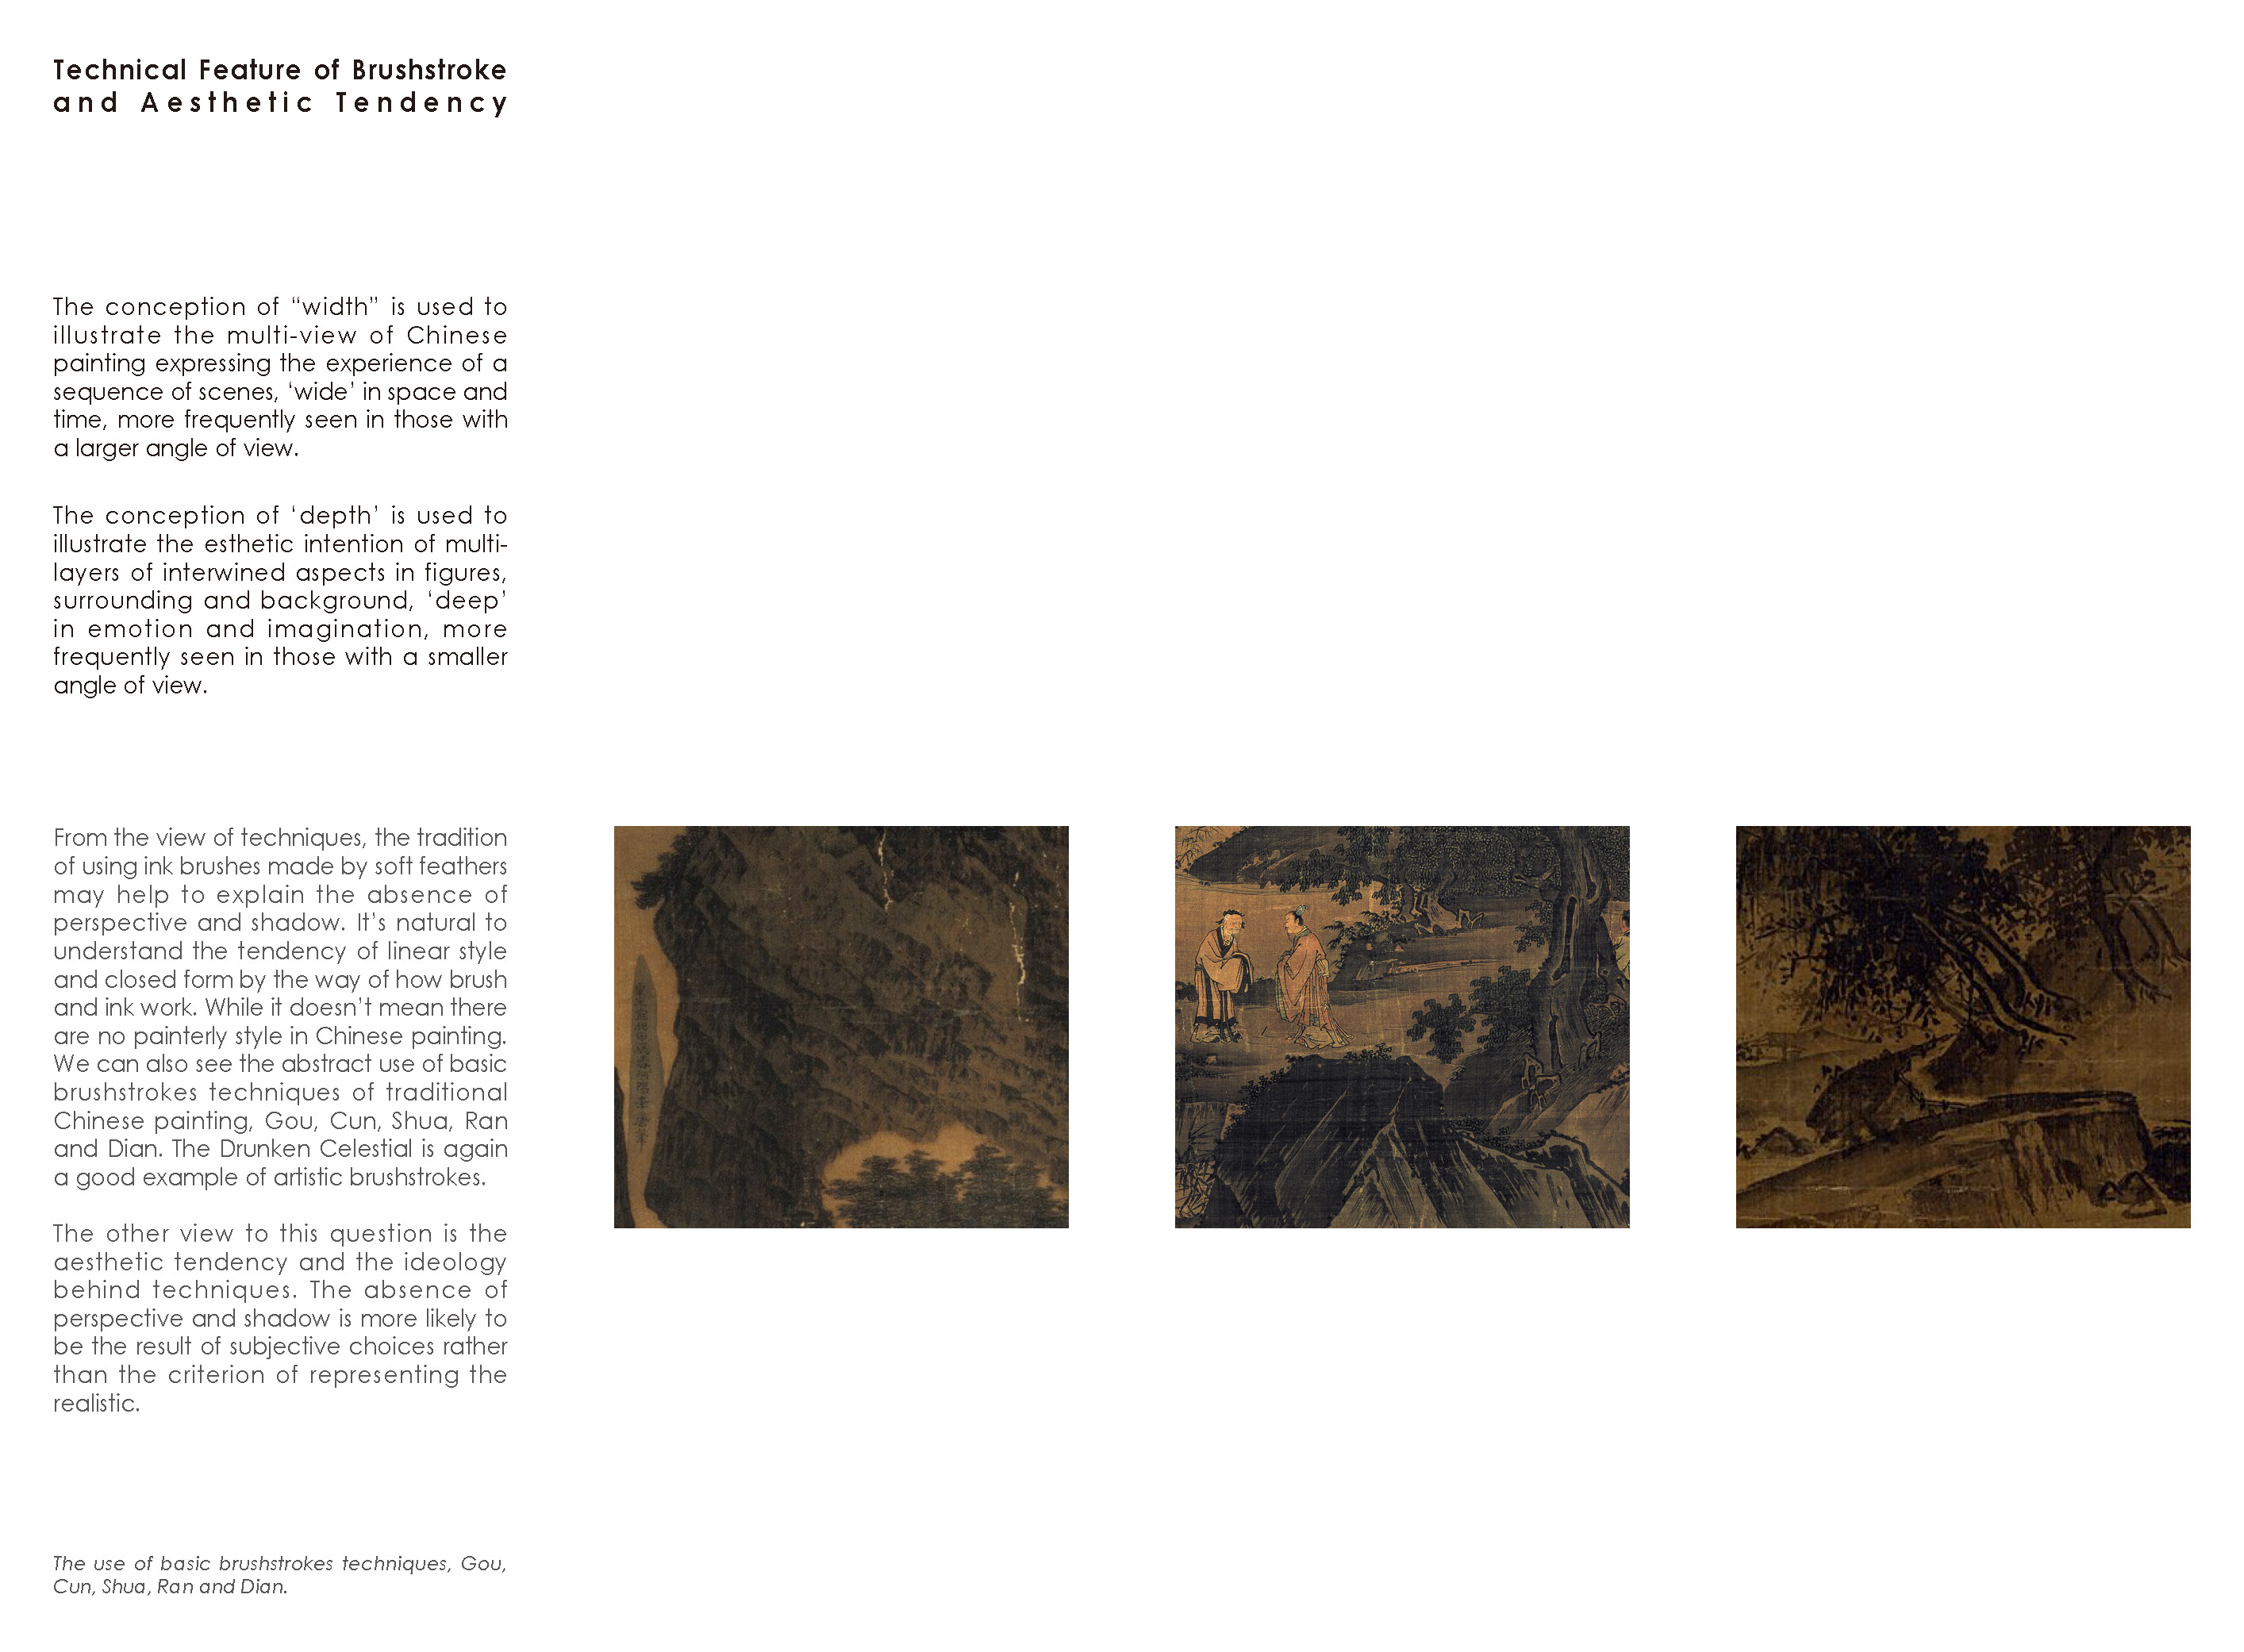 Technical Feature of Brushstroke
and Aesthetic Tendency
The conception of “width” is used to
illustrate the multi-view of Chinese
painting expressing the experience of a
sequence of scenes, ‘wide’ in space and
time, more frequently seen in those with
a larger angle of view.
The conception of ‘depth’ is used to
illustrate the esthetic intention of multi-
layers of interwined aspects in figures,
surrounding and background, ‘deep’
in emotion and imagination, more
frequently seen in those with a smaller
angle of view.
From the view of techniques, the tradition
of using ink brushes made by soft feathers
may help to explain the absence of
perspective and shadow. It’s natural to
understand the tendency of linear style
and closed form by the way of how brush
and ink work. While it doesn’t mean there
are no painterly style in Chinese painting.
We can also see the abstract use of basic
brushstrokes techniques of traditional
Chinese painting, Gou, Cun, Shua, Ran
and Dian. The Drunken Celestial is again
a good example of artistic brushstrokes.
The other view to this question is the
aesthetic tendency and the ideology
behind techniques. The absence of
perspective and shadow is more likely to
be the result of subjective choices rather
than the criterion of representing the
realistic.
The use of basic brushstrokes techniques, Gou,
Cun, Shua, Ran and Dian.